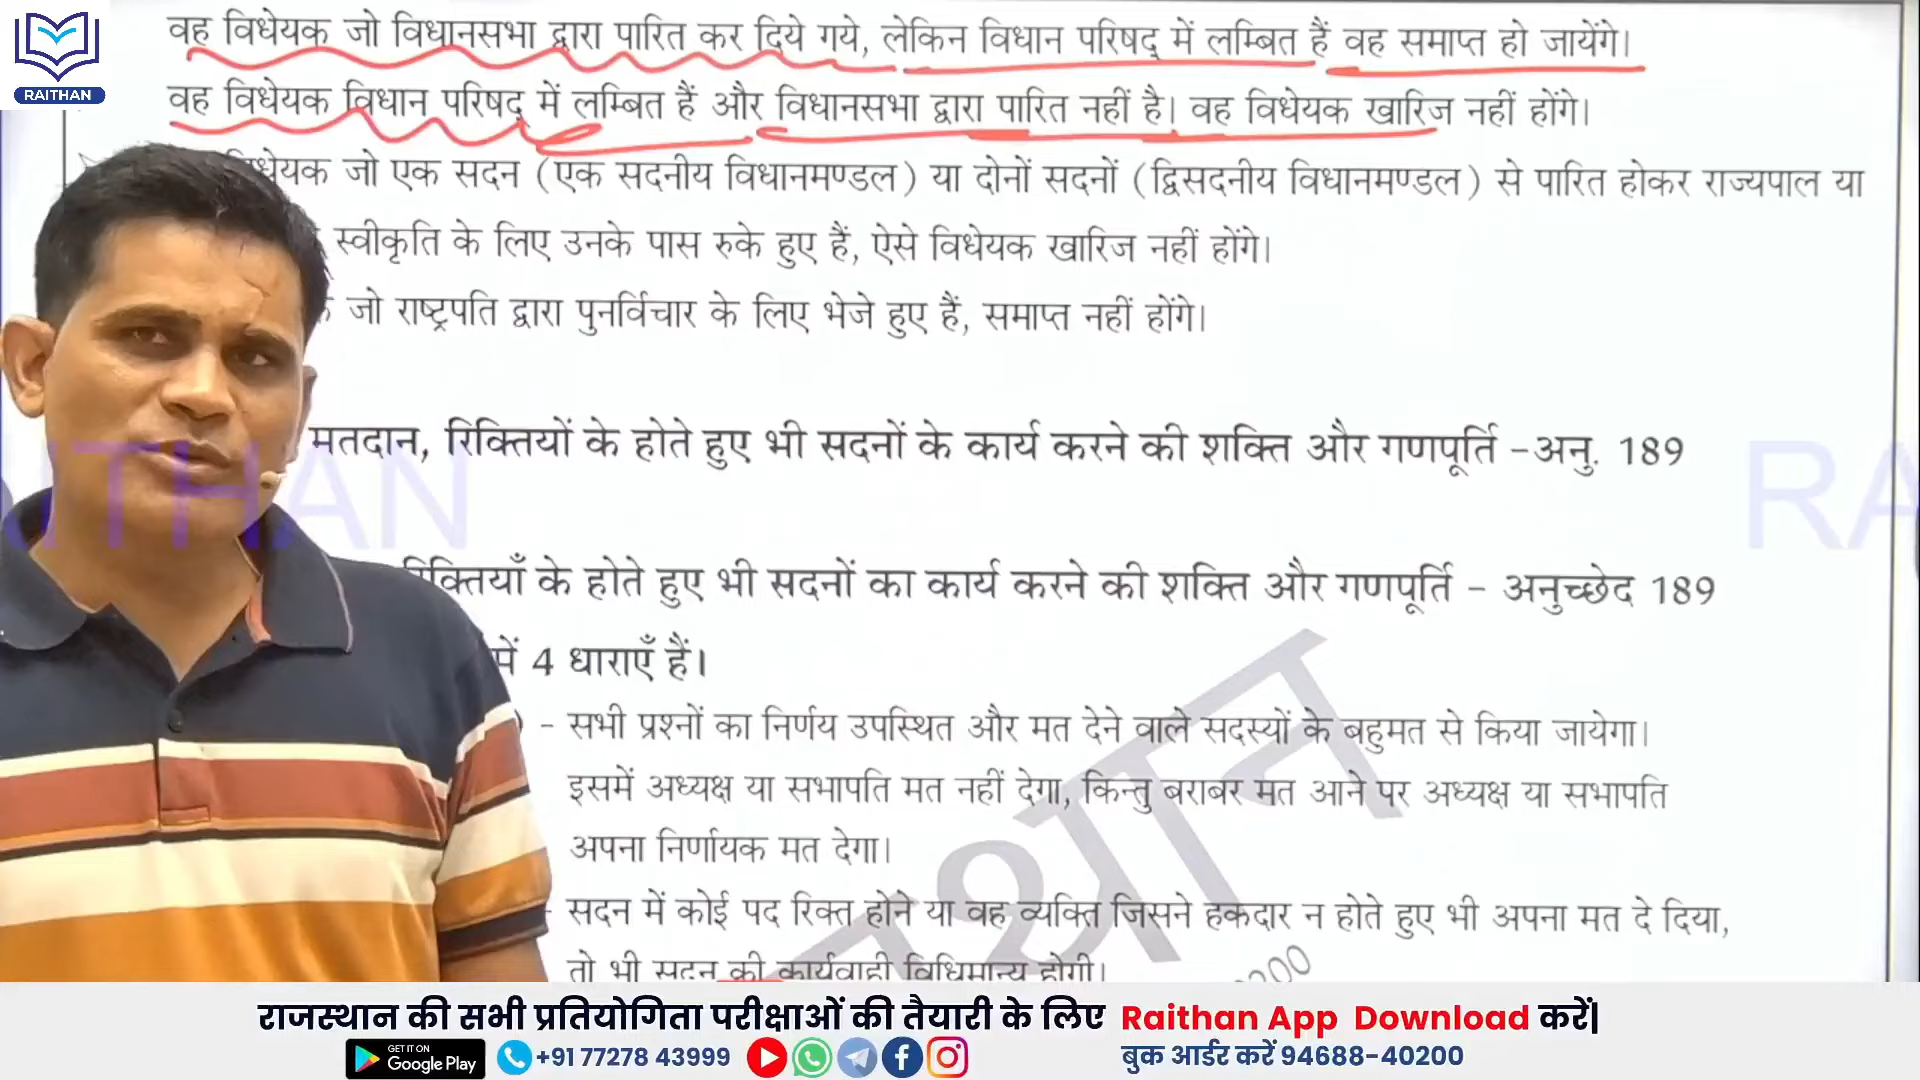 RAITHAN
वह विधेयक जो विधानसभा द्वारा पारित कर दिये गये, लेकिन विधान परिषद् में लम्बित हैं वह समाप्त हो जायेंगे।
वह विधेयक विधान परिषद् में लम्बित हैं और विधानसभा द्वारा पारित नहीं है। वह विधेयक खारिज नहीं होंगे।
जो एक सदन (एक सदनीय विधानमण्डल) या दोनों सदनों (द्विसदनीय विधानमण्डल) से पारित होकर राज्यपाल या
स्वीकृति के लिए उनके पास रुके हुए हैं, ऐसे विधेयक खारिज नहीं होंगे।
जो राष्ट्रपति द्वारा पुनर्विचार के लिए भेजे हुए हैं, समाप्त नहीं होंगे।
मतदान, रिक्तियों के होते हुए भी सदनों के कार्य करने की शक्ति और गणपूर्ति -अनु. 189
रिक्तियाँ के होते हुए भी सदनों का कार्य करने की शक्ति और गणपूर्ति - अनुच्छेद 189
में 4 धाराएँ हैं।
- सभी प्रश्नों का निर्णय उपस्थित और मत देने वाले सदस्यों के बहुमत से किया जायेगा।
इसमें अध्यक्ष या सभापति मत नहीं देगा, किन्तु बराबर मत आने पर अध्यक्ष या सभापति
अपना निर्णायक मत देगा।
सदन में कोई पद रिक्त होने या वह व्यक्ति जिसने हकदार न होते हुए भी अपना मत दे दिया,
तो भी सदन की कार्यवाही विधिमान्य होगी।
राजस्थान की सभी प्रतियोगिता परीक्षाओं की तैयारी के लिए Raithan App Download करें|
GET IT ON Google Play +91 77278 43999 बुक आर्डर करें 94688-40200